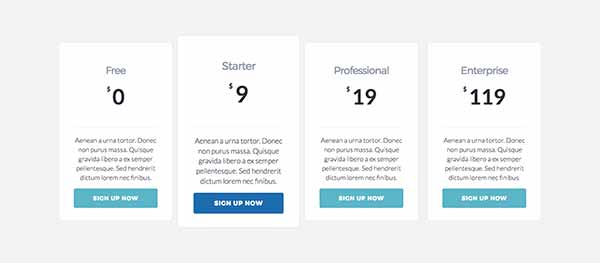 Free
$0
Aenean a urna tortor. Donec
non purus massa. Quisque
gravida libero a ex semper
pellentesque. Sed hendrerit
dictum lorem nec finibus.
SIGN UP NOW
Starter
$9
Aenean a urna tortor. Donec
non purus massa. Quisque
gravida libero a ex semper
pellentesque. Sed hendrerit
dictum lorem nec finibus.
SIGN UP NOW
Professional
$19
Aenean a urna tortor. Donec
non purus massa. Quisque
gravida libero a ex semper
pellentesque. Sed hendrerit
dictum lorem nec finibus.
SIGN UP NOW
Enterprise
$119
Aenean a urna tortor. Donec
non purus massa. Quisque
gravida libero a ex semper
pellentesque. Sed hendrerit
dictum lorem nec finibus.
SIGN UP NOW